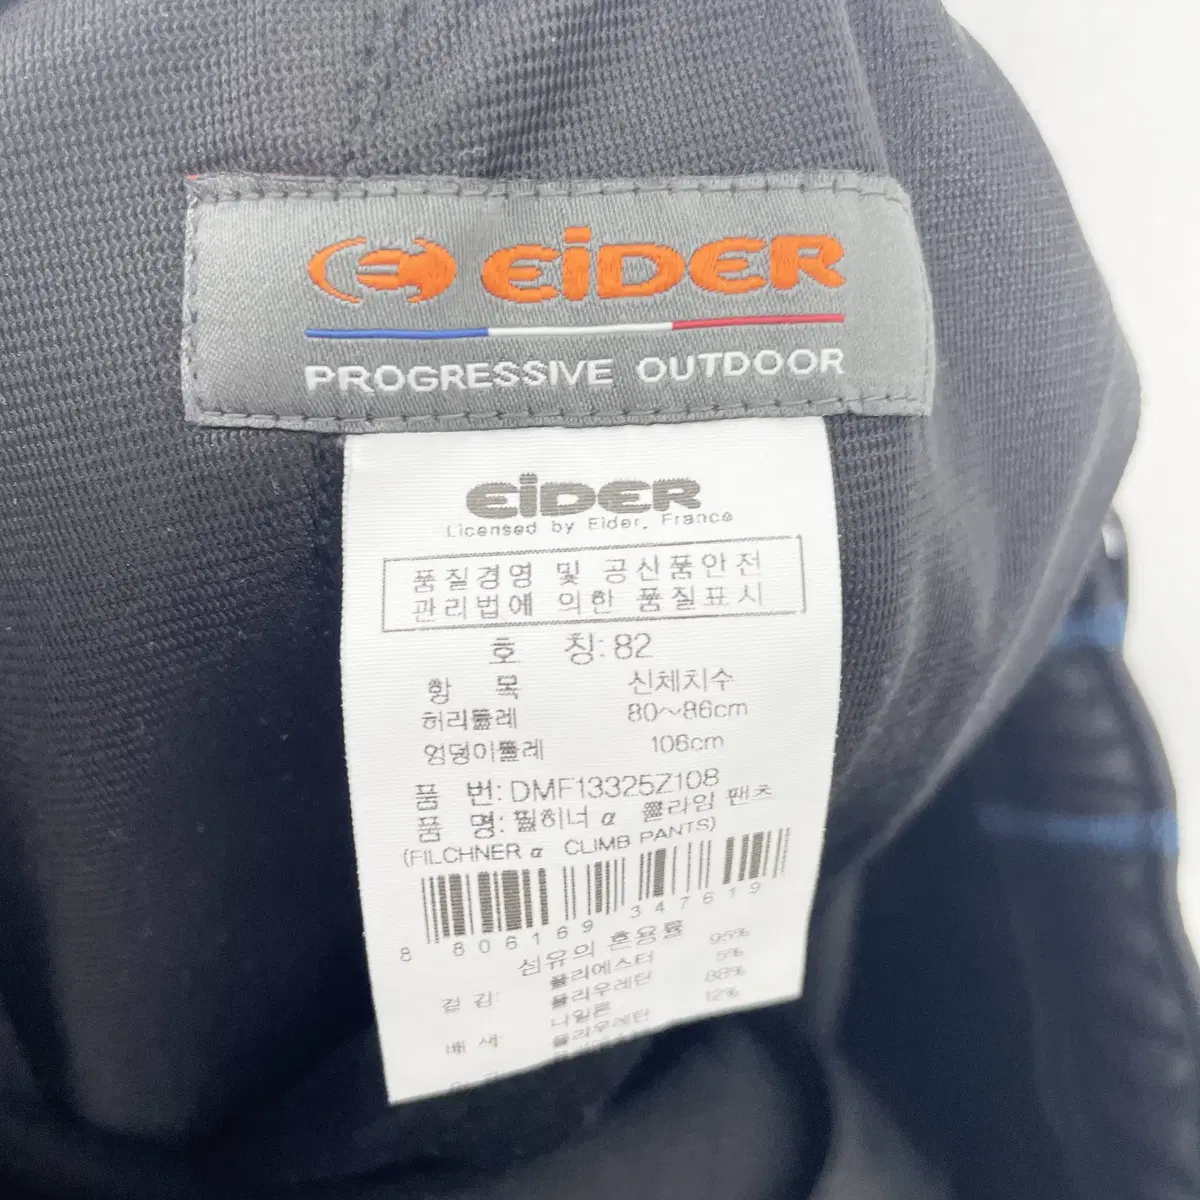 EiDER
PROGRESSIVE OUTDOOR
EiDER
Licensed by Eider, France
품질경영 및 공산품안전
관리법에 의한 품질표시
호 칭: 82
항 목 신체치수
허리둘레 80~86cm
엉덩이둘레 106cm
품 번: DMF13325Z108
품 명: 필히너 α 클라임 팬츠
(FILCHNER α CLIMB PANTS)
8 806169 347619
섬유의 혼용률
겉 감: 폴리에스터 95%
폴리우레탄 5%
배 색 나일론 88%
폴리우레탄 12%